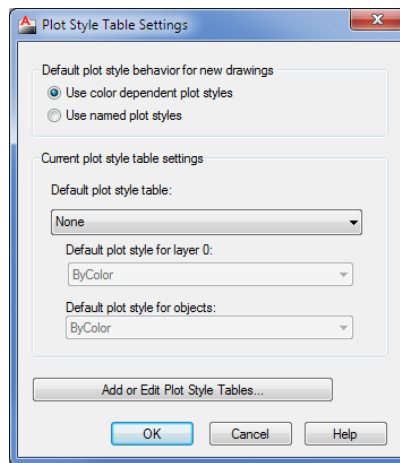 Plot Style Table Settings
Default plot style behavior for new drawings
Use color dependent plot styles
Use named plot styles
Current plot style table settings
Default plot style table:
None
Default plot style for layer 0:
ByColor
Default plot style for objects:
ByColor
Add or Edit Plot Style Tables...
OK Cancel Help